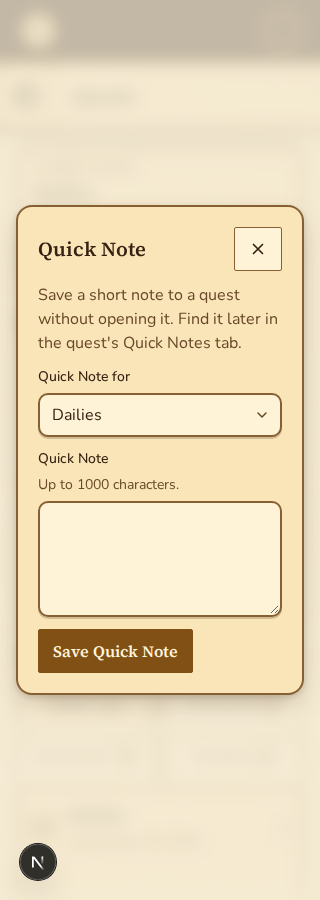 Quick Note
Save a short note to a quest
without opening it. Find it later in
the quest's Quick Notes tab.
Quick Note for
Dailies
Quick Note
Up to 1000 characters.
Save Quick Note
N